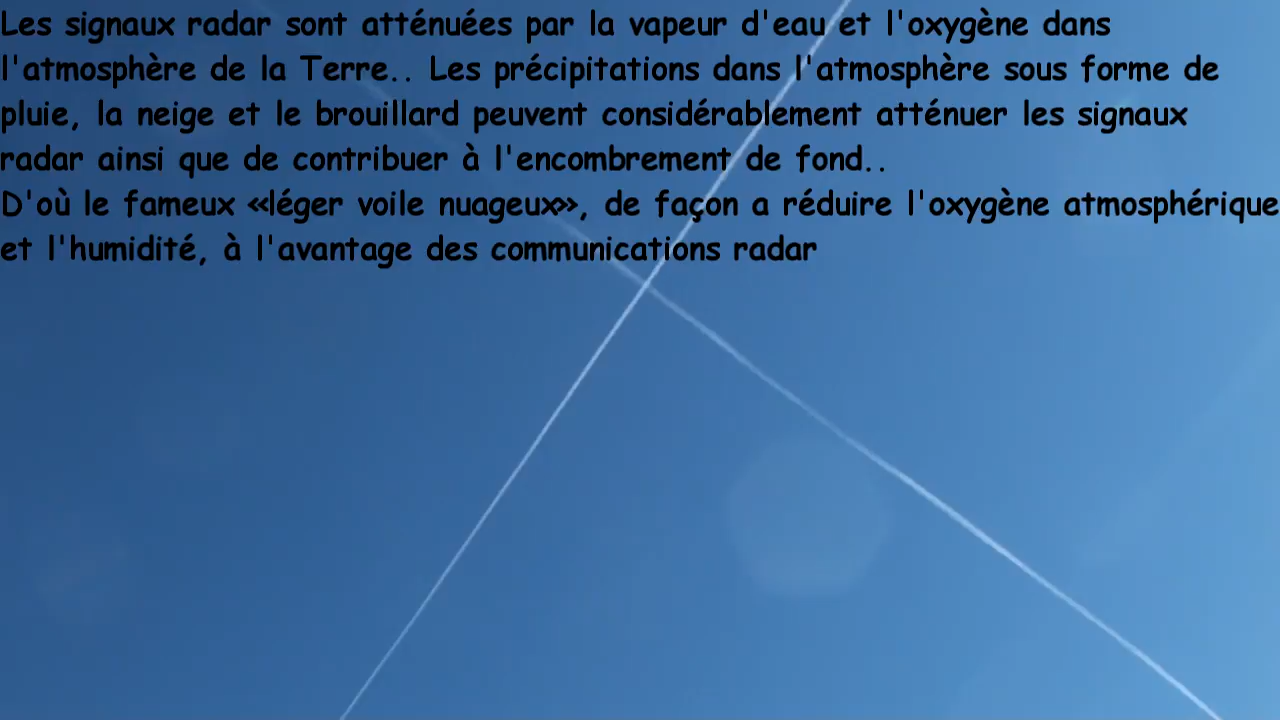 Les signaux radar sont atténuées par la vapeur d'eau et l'oxygène dans
l'atmosphère de la Terre.. Les précipitations dans l'atmosphère sous forme de
pluie, la neige et le brouillard peuvent considérablement atténuer les signaux
radar ainsi que de contribuer à l'encombrement de fond..
D'où le fameux «léger voile nuageux», de façon a réduire l'oxygène atmosphérique
et l'humidité, à l'avantage des communications radar